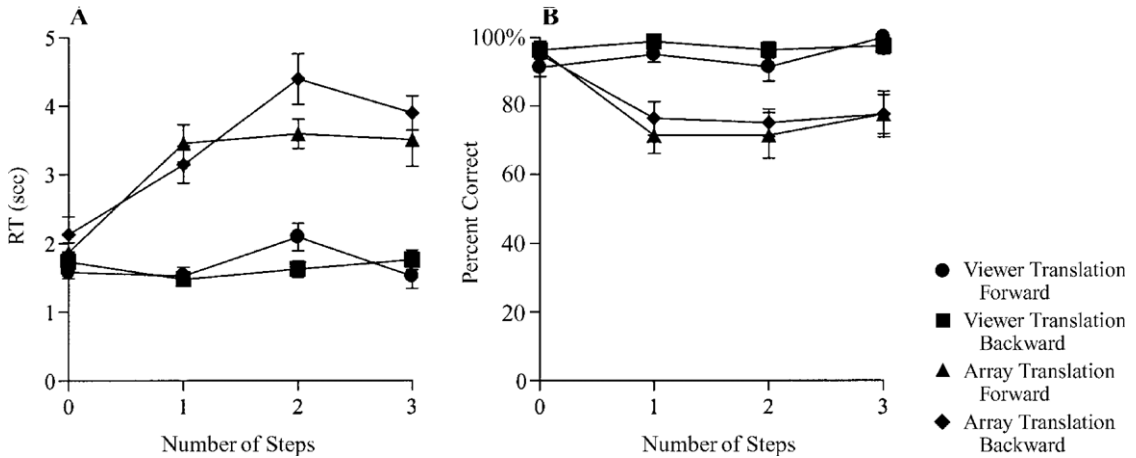 A
5
4
3
2
1
0
RT (scc)
0 1 2 3
Number of Steps
B
100%
80
60
40
20
0
Percent Correct
0 1 2 3
Number of Steps
Viewer Translation
Forward
Viewer Translation
Backward
Array Translation
Forward
Array Translation
Backward